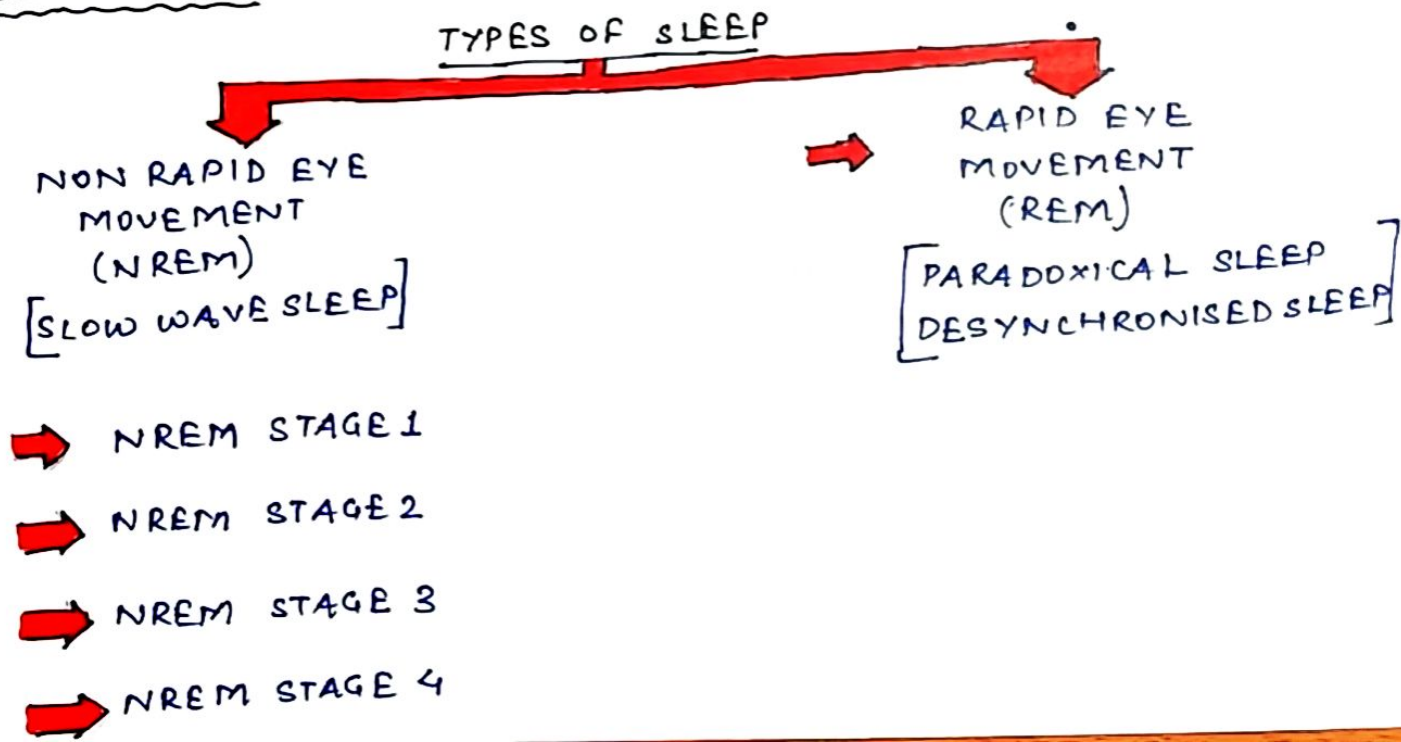 TYPES OF SLEEP
NON RAPID EYE
MOVEMENT
(NREM)
[SLOW WAVE SLEEP]
NREM STAGE 1
NREM STAGE 2
NREM STAGE 3
NREM STAGE 4
RAPID EYE
MOVEMENT
(REM)
[PARADOXICAL SLEEP
DESYNCHRONISED SLEEP]